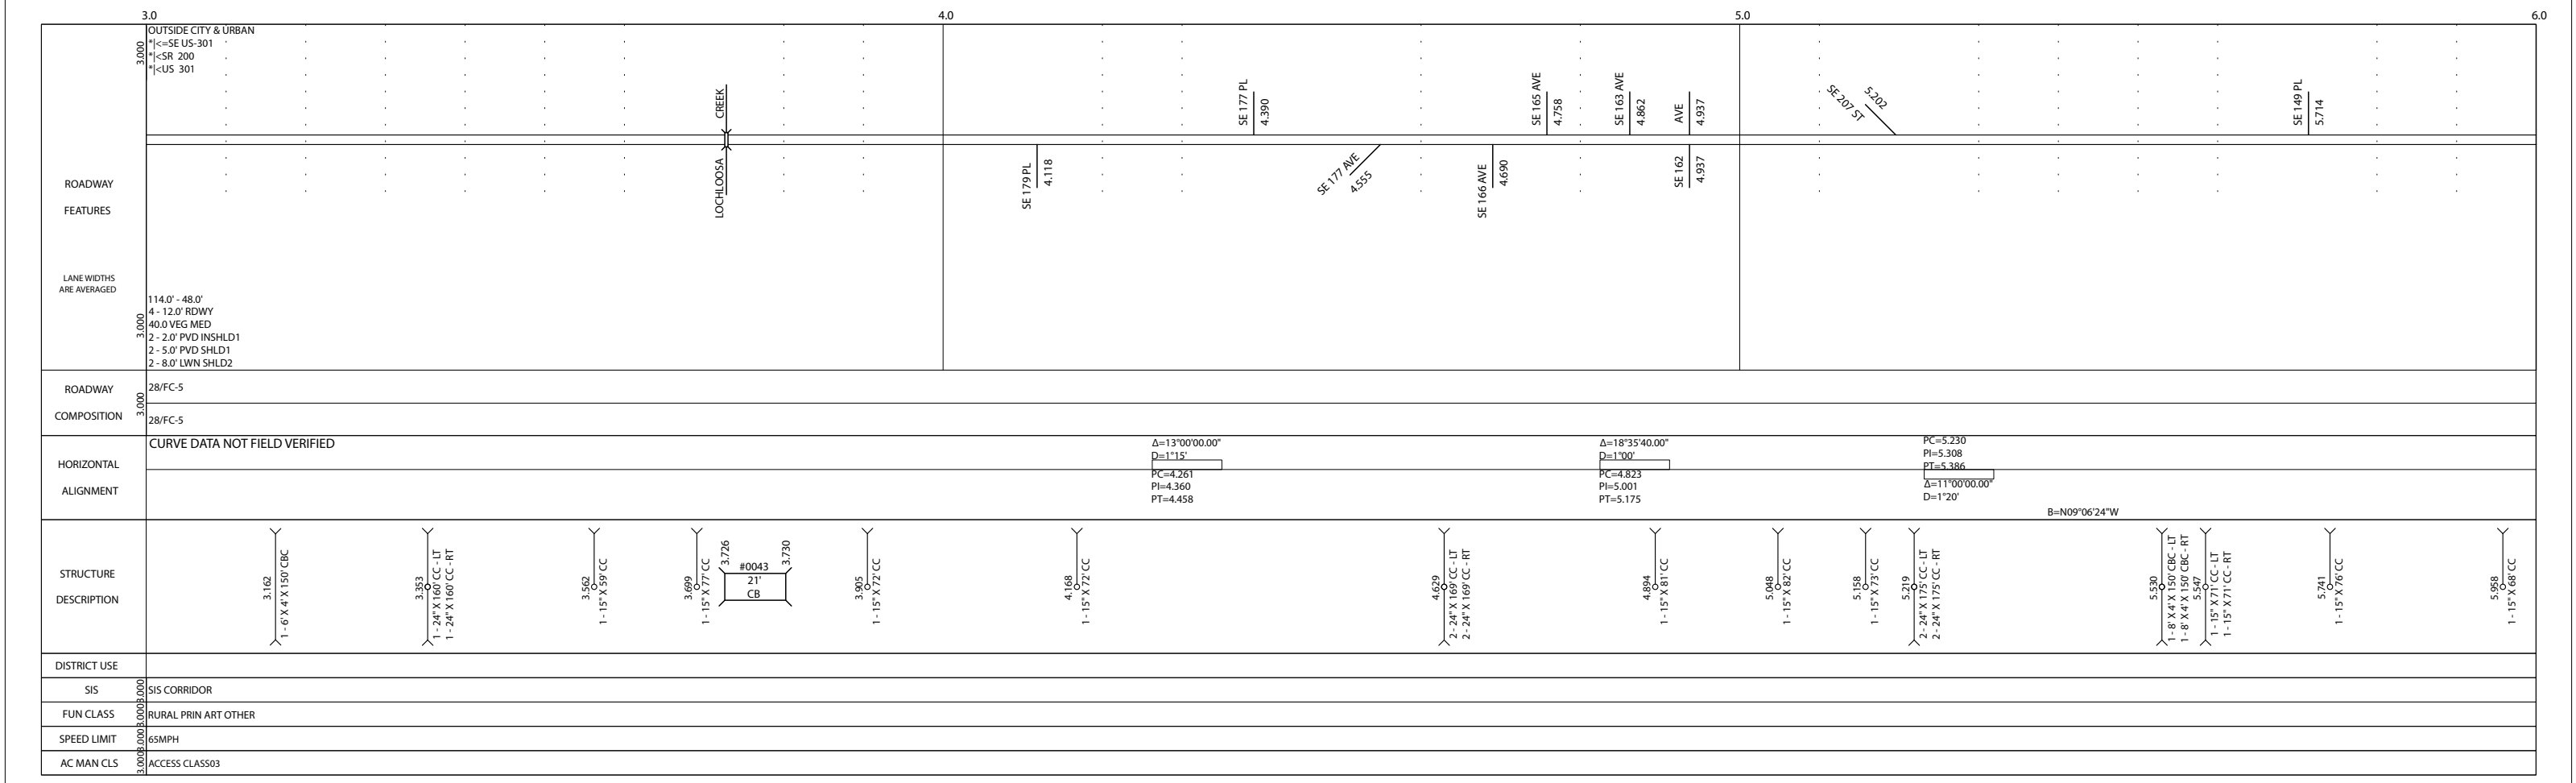 3.0
4.0
5.0
6.0
3.000
OUTSIDE CITY & URBAN
*|<=SE US-301
*|<SR 200
*|<US 301
CREEK
LOCHLOOSA
SE 179 PL
4.118
SE 177 PL
4.390
SE 177 AVE
4.555
SE 166 AVE
4.690
SE 165 AVE
4.758
SE 163 AVE
4.862
AVE
4.937
SE 162
4.937
SE 207 ST
5.202
SE 149 PL
5.714
ROADWAY
FEATURES
LANE WIDTHS
ARE AVERAGED
3.000
114.0' - 48.0'
4 - 12.0' RDWY
40.0 VEG MED
2 - 2.0' PVD INSHLD1
2 - 5.0' PVD SHLD1
2 - 8.0' LWN SHLD2
ROADWAY
COMPOSITION
3.000
28/FC-5
28/FC-5
HORIZONTAL
ALIGNMENT
CURVE DATA NOT FIELD VERIFIED
Δ=13°00'00.00"
D=1°15'
PC=4.261
PI=4.360
PT=4.458
Δ=18°35'40.00"
D=1°00'
PC=4.823
PI=5.001
PT=5.175
PC=5.230
PI=5.308
PT=5.386
Δ=11°00'00.00"
D=1°20'
B=N09°06'24"W
STRUCTURE
DESCRIPTION
3.162
1 - 6' X 4' X 150' CBC
3.353
1 - 24" X 160' CC - LT
1 - 24" X 160' CC - RT
3.562
1 - 15" X 59' CC
3.699
1 - 15" X 77' CC
3.726
#0043
21'
CB
3.730
3.905
1 - 15" X 72' CC
4.168
1 - 15" X 72' CC
4.629
2 - 24" X 169' CC - LT
2 - 24" X 169' CC - RT
4.894
1 - 15" X 81' CC
5.048
1 - 15" X 82' CC
5.158
1 - 15" X 73' CC
5.219
2 - 24" X 175' CC - LT
2 - 24" X 175' CC - RT
5.530
1 - 8' X 4' X 150' CBC - LT
1 - 8' X 4' X 150' CBC - RT
5.547
1 - 15" X 71' CC - LT
1 - 15" X 71' CC - RT
5.741
1 - 15" X 76' CC
5.958
1 - 15" X 68' CC
DISTRICT USE
SIS
3.000
SIS CORRIDOR
FUN CLASS
3.000
RURAL PRIN ART OTHER
SPEED LIMIT
3.000
65MPH
AC MAN CLS
3.000
ACCESS CLASS03